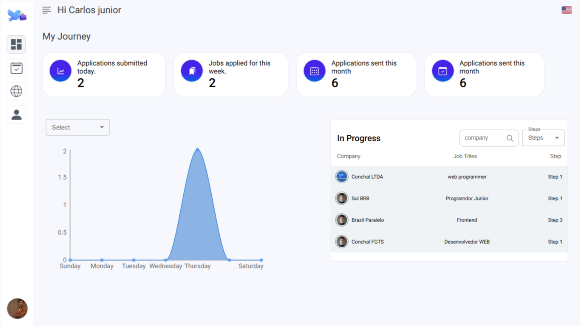 Hi Carlos junior
My Journey
Applications submitted
today.
2
Jobs applied for this
week.
2
Applications sent this
month
6
Applications sent this
month
6
Select
2
1.5
1
0.5
0
Sunday Monday Tuesday Wednesday Thursday Saturday
In Progress
company
Steps
Steps
Company Job Titles Step
Conchal LTDA web programmer Step 1
Sul BRB Programdor Junior Step 1
Brazil Paralelo Frontend Step 3
Conchal FGTS Desenvolvedor WEB Step 1